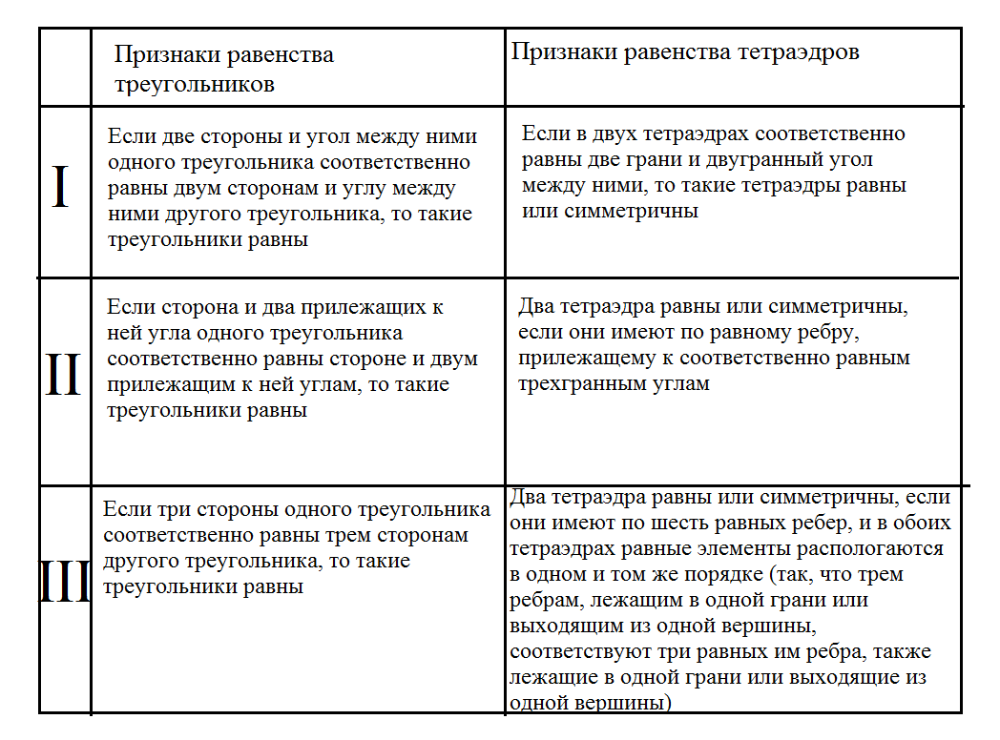 Признаки равенства
треугольников
Признаки равенства тетраэдров
I
Если две стороны и угол между ними
одного треугольника соответственно
равны двум сторонам и углу между
ними другого треугольника, то такие
треугольники равны
Если в двух тетраэдрах соответственно
равны две грани и двугранный угол
между ними, то такие тетраэдры равны
или симметричны
II
Если сторона и два прилежащих к
ней угла одного треугольника
соответственно равны стороне и двум
прилежащим к ней углам, то такие
треугольники равны
Два тетраэдра равны или симметричны,
если они имеют по равному ребру,
прилежащему к соответственно равным
трехгранным углам
III
Если три стороны одного треугольника
соответственно равны трем сторонам
другого треугольника, то такие
треугольники равны
Два тетраэдра равны или симметричны, если
они имеют по шесть равных ребер, и в обоих
тетраэдрах равные элементы распологаются
в одном и том же порядке (так, что трем
ребрам, лежащим в одной грани или
выходящим из одной вершины,
соответствуют три равных им ребра, также
лежащие в одной грани или выходящие из
одной вершины)